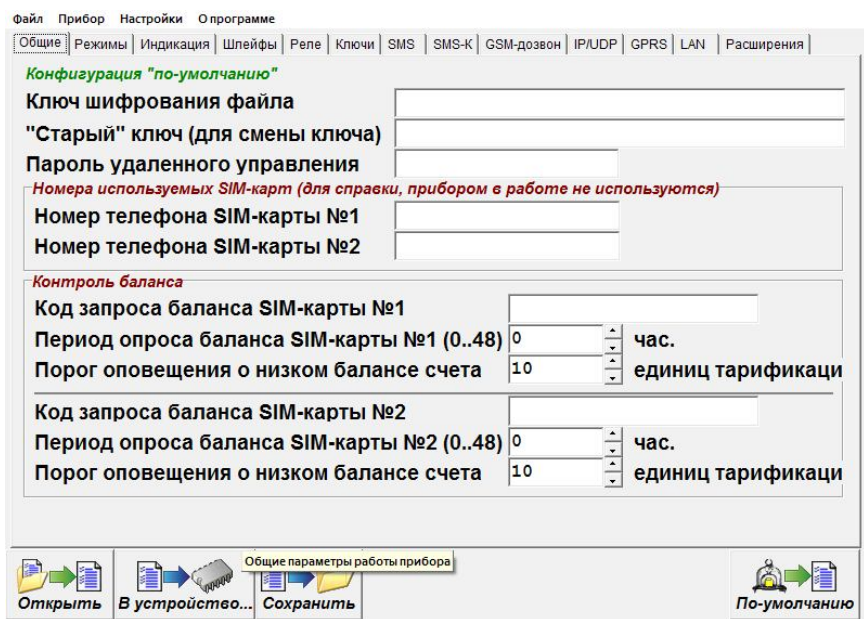 Файл Прибор Настройки О программе
Общие Режимы Индикация Шлейфы Реле Ключи SMS SMS-К GSM-дозвон IP/UDP GPRS LAN Расширения
Конфигурация "по-умолчанию"
Ключ шифрования файла
"Старый" ключ (для смены ключа)
Пароль удаленного управления
Номера используемых SIM-карт (для справки, прибором в работе не используются)
Номер телефона SIM-карты №1
Номер телефона SIM-карты №2
Контроль баланса
Код запроса баланса SIM-карты №1
Период опроса баланса SIM-карты №1 (0..48) 0 час.
Порог оповещения о низком балансе счета 10 единиц тарификаци
Код запроса баланса SIM-карты №2
Период опроса баланса SIM-карты №2 (0..48) 0 час.
Порог оповещения о низком балансе счета 10 единиц тарификаци
Общие параметры работы прибора
Открыть В устройство... Сохранить По-умолчанию